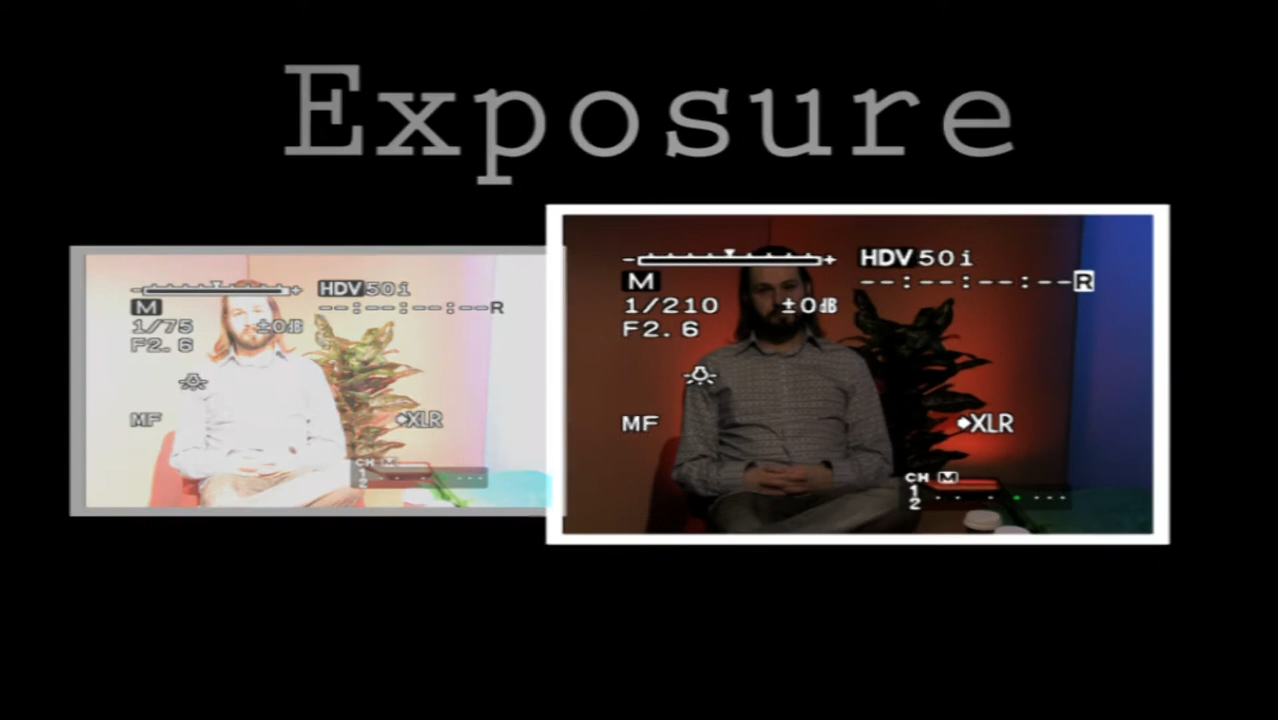 Exposure
- +
HDV50i
M
--:--:--:--R
1/75 ±0dB
F2.6
MF
XLR
CH M
1
2
- +
HDV50i
M
--:--:--:--R
1/210 ±0dB
F2.6
MF
XLR
CH M
1
2